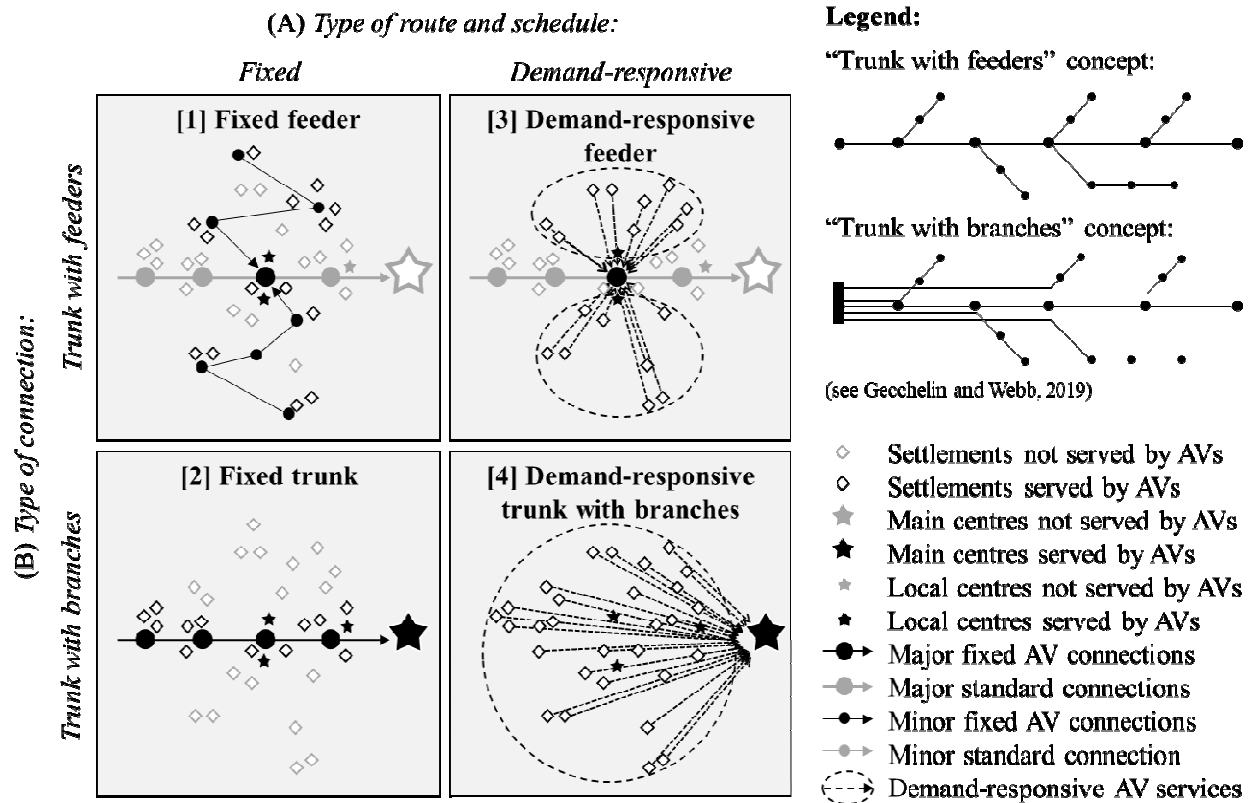 (A) Type of route and schedule:
Fixed
Demand-responsive
(B) Type of connection:
Trunk with feeders
Trunk with branches
[1] Fixed feeder
[3] Demand-responsive
feeder
[2] Fixed trunk
[4] Demand-responsive
trunk with branches
Legend:
“Trunk with feeders” concept:
“Trunk with branches” concept:
(see Gecchelin and Webb, 2019)
Settlements not served by AVs
Settlements served by AVs
Main centres not served by AVs
Main centres served by AVs
Local centres not served by AVs
Local centres served by AVs
Major fixed AV connections
Major standard connections
Minor fixed AV connections
Minor standard connection
Demand-responsive AV services